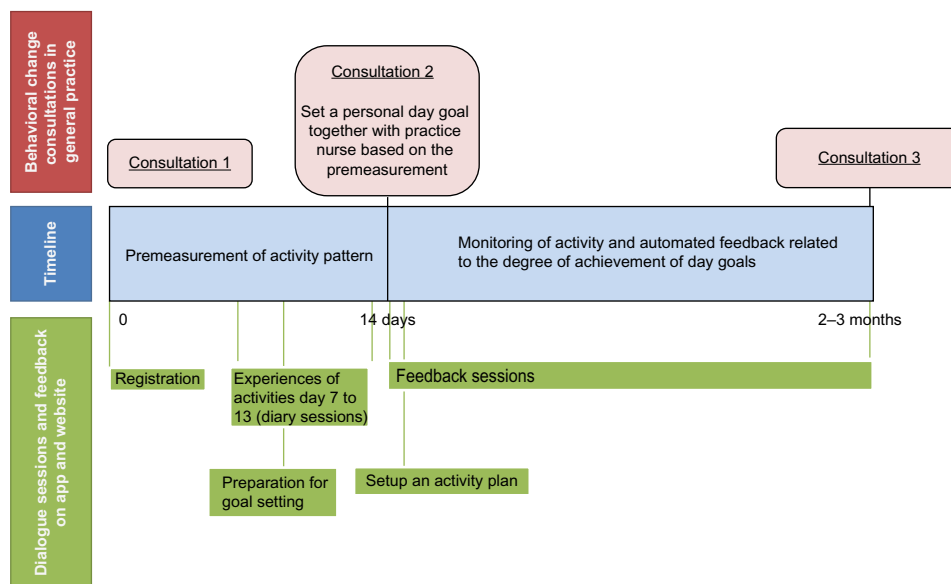 Behavioral change
consultations in
general practice
Consultation 1
Consultation 2
Set a personal day goal
together with practice
nurse based on the
premeasurement
Consultation 3
Timeline
Premeasurement of activity pattern
Monitoring of activity and automated feedback related
to the degree of achievement of day goals
0
14 days
2–3 months
Dialogue sessions and feedback
on app and website
Registration
Experiences of
activities day 7 to
13 (diary sessions)
Feedback sessions
Preparation for
goal setting
Setup an activity plan